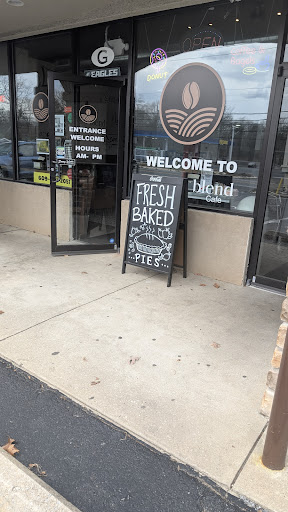 G
EAGLES
OPEN
DONUT
ENTRANCE
WELCOME
HOURS
AM- PM
WELCOME TO
blend
Cafe
FRESH
BAKED
...PIES...